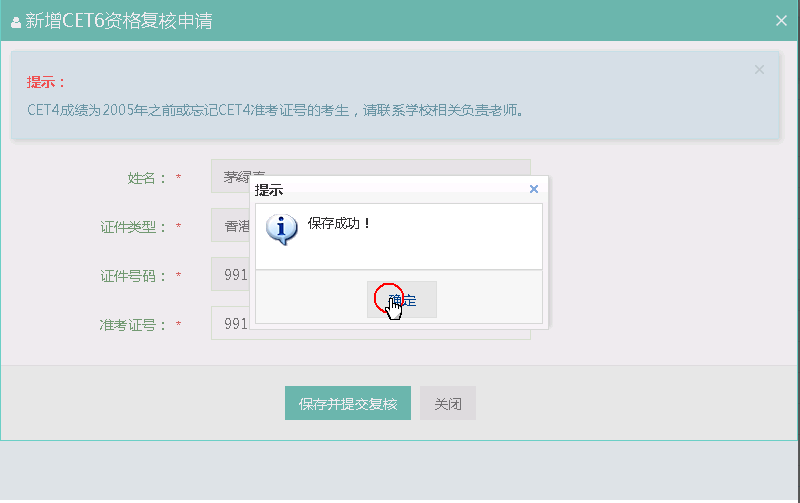 新增CET6资格复核申请
提示：
CET4成绩为2005年之前或忘记CET4准考证号的考生，请联系学校相关负责老师。
姓名： *
提示
保存成功！
证件类型： * 香港
证件号码： * 991
确定
准考证号： * 991
保存并提交复核 关闭